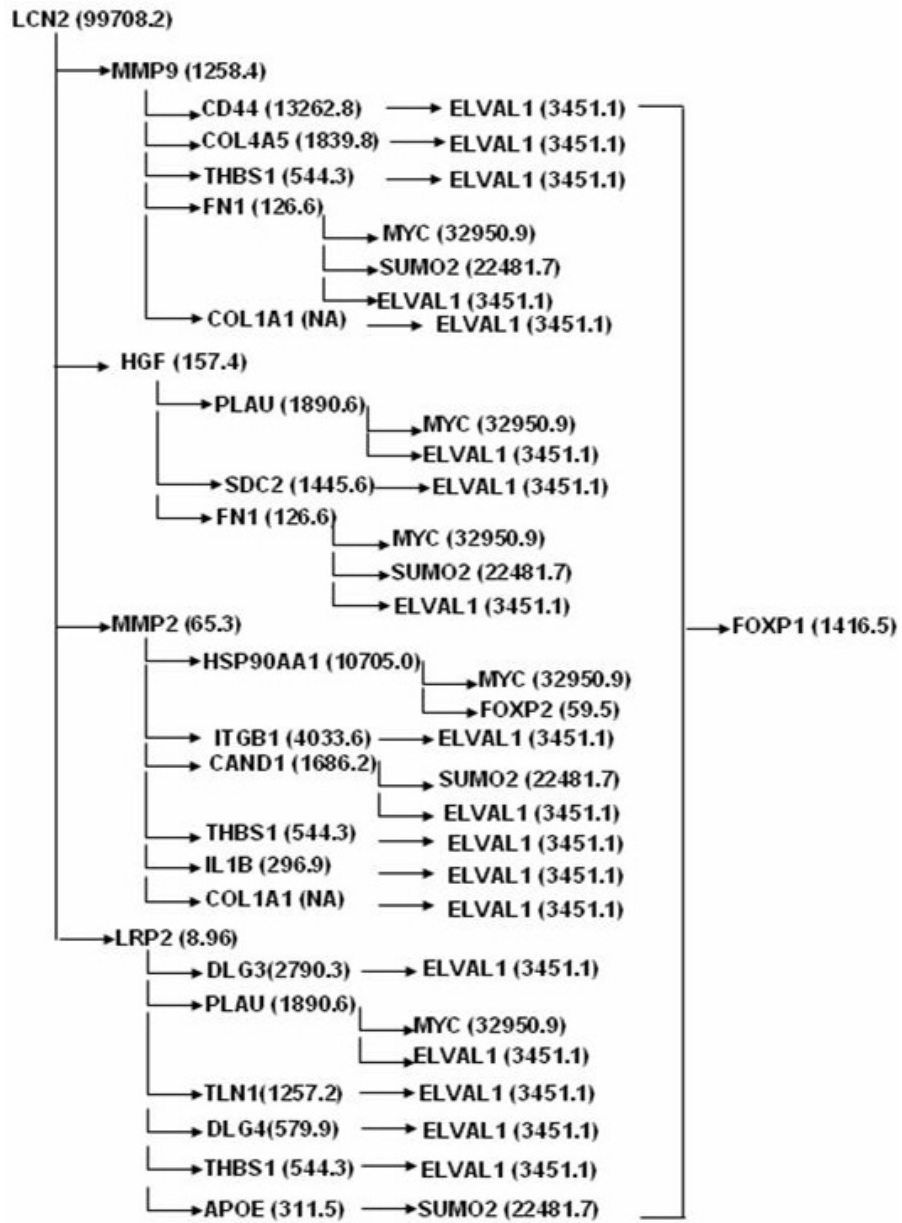 LCN2 (99708.2)
MMP9 (1258.4)
CD44 (13262.8) ELVAL1 (3451.1)
COL4A5 (1839.8) ELVAL1 (3451.1)
THBS1 (544.3) ELVAL1 (3451.1)
FN1 (126.6)
MYC (32950.9)
SUMO2 (22481.7)
ELVAL1 (3451.1)
COL1A1 (NA) ELVAL1 (3451.1)
HGF (157.4)
PLAU (1890.6)
MYC (32950.9)
ELVAL1 (3451.1)
SDC2 (1445.6) ELVAL1 (3451.1)
FN1 (126.6)
MYC (32950.9)
SUMO2 (22481.7)
ELVAL1 (3451.1)
MMP2 (65.3) FOXP1 (1416.5)
HSP90AA1 (10705.0)
MYC (32950.9)
FOXP2 (59.5)
ITGB1 (4033.6) ELVAL1 (3451.1)
CAND1 (1686.2)
SUMO2 (22481.7)
ELVAL1 (3451.1)
THBS1 (544.3) ELVAL1 (3451.1)
IL1B (296.9) ELVAL1 (3451.1)
COL1A1 (NA) ELVAL1 (3451.1)
LRP2 (8.96)
DLG3(2790.3) ELVAL1 (3451.1)
PLAU (1890.6)
MYC (32950.9)
ELVAL1 (3451.1)
TLN1(1257.2) ELVAL1 (3451.1)
DLG4(579.9) ELVAL1 (3451.1)
THBS1 (544.3) ELVAL1 (3451.1)
APOE (311.5) SUMO2 (22481.7)